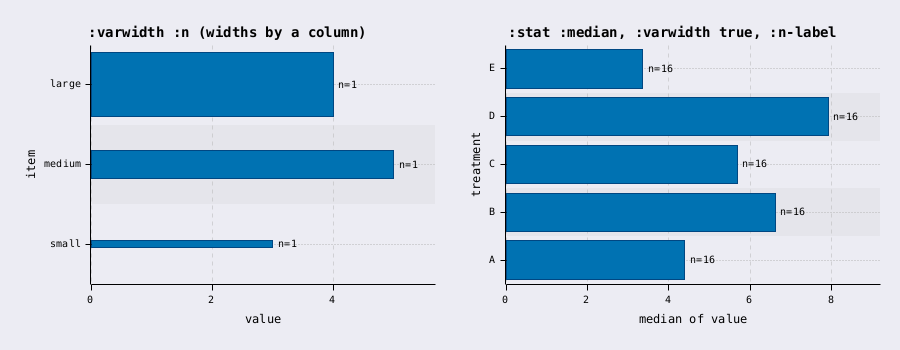 :varwidth :n (widths by a column)
item
large
medium
small
n=1
n=1
n=1
0 2 4
value
:stat :median, :varwidth true, :n-label
treatment
E
D
C
B
A
n=16
n=16
n=16
n=16
n=16
0 2 4 6 8
median of value